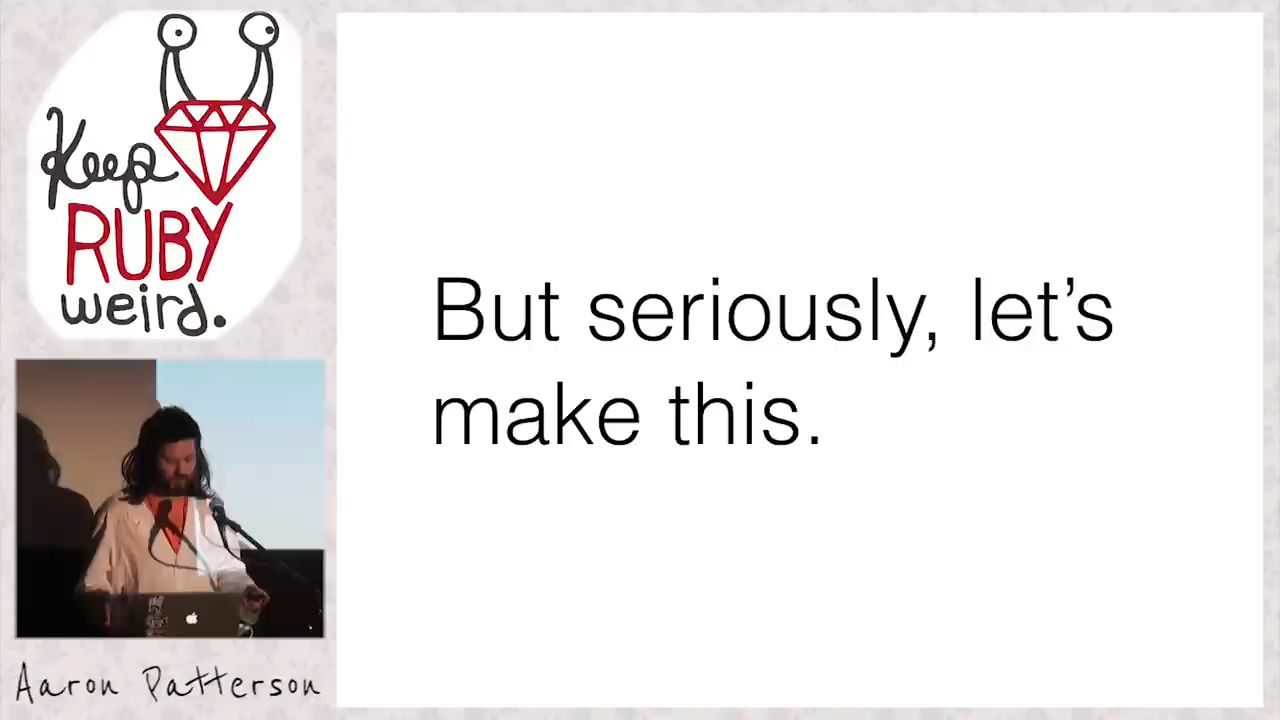 Keep
RUBY
weird.
But seriously, let's
make this.
Aaron Patterson